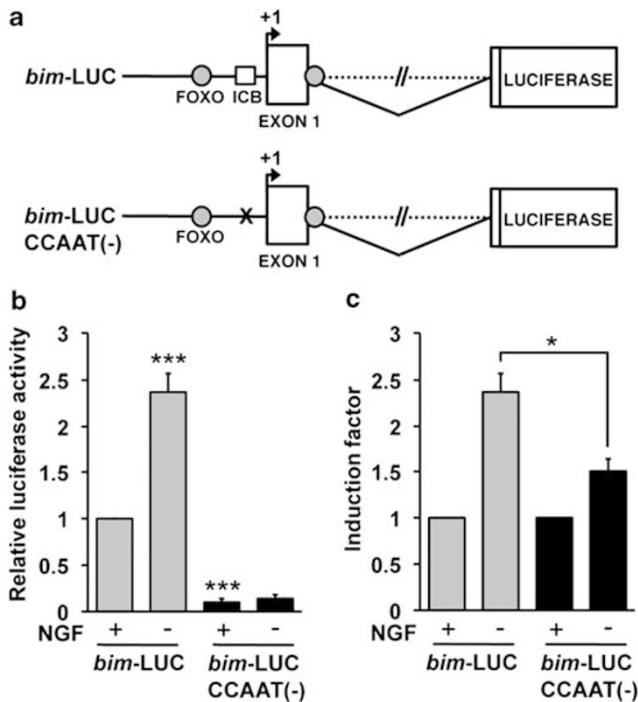 a
+1
bim-LUC
FOXO
ICB
EXON 1
//
LUCIFERASE
+1
bim-LUC
CCAAT(-)
FOXO
X
EXON 1
//
LUCIFERASE
b
Relative luciferase activity
3
2.5
2
1.5
1
0.5
0
***
***
NGF + - + -
bim-LUC bim-LUC
CCAAT(-)
c
Induction factor
3
2.5
2
1.5
1
0.5
0
*
NGF + - + -
bim-LUC bim-LUC
CCAAT(-)